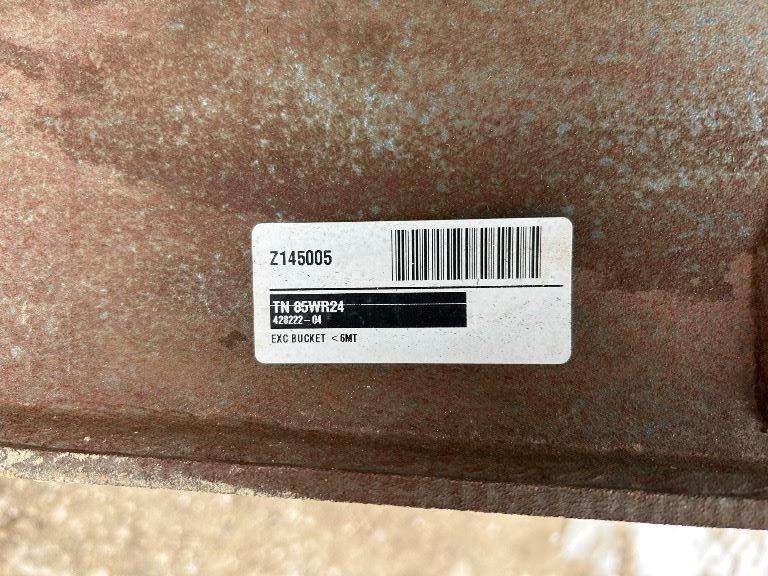 Z145005
TN 85WR24
428222-04
EXC BUCKET <6MT